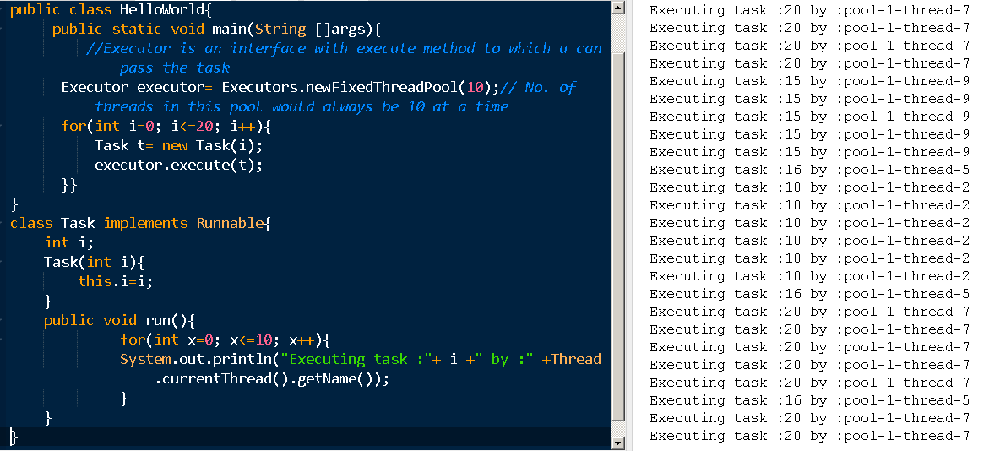 public class HelloWorld{
public static void main(String []args){
//Executor is an interface with execute method to which u can
pass the task
Executor executor= Executors.newFixedThreadPool(10);// No. of
threads in this pool would always be 10 at a time
for(int i=0; i<=20; i++){
Task t= new Task(i);
executor.execute(t);
}}
}
class Task implements Runnable{
int i;
Task(int i){
this.i=i;
}
public void run(){
for(int x=0; x<=10; x++){
System.out.println("Executing task :"+ i +" by :" +Thread
.currentThread().getName());
}
}
}
Executing task :20 by :pool-1-thread-7
Executing task :20 by :pool-1-thread-7
Executing task :20 by :pool-1-thread-7
Executing task :20 by :pool-1-thread-7
Executing task :15 by :pool-1-thread-9
Executing task :15 by :pool-1-thread-9
Executing task :15 by :pool-1-thread-9
Executing task :15 by :pool-1-thread-9
Executing task :15 by :pool-1-thread-9
Executing task :16 by :pool-1-thread-5
Executing task :10 by :pool-1-thread-2
Executing task :10 by :pool-1-thread-2
Executing task :10 by :pool-1-thread-2
Executing task :10 by :pool-1-thread-2
Executing task :10 by :pool-1-thread-2
Executing task :10 by :pool-1-thread-2
Executing task :16 by :pool-1-thread-5
Executing task :20 by :pool-1-thread-7
Executing task :20 by :pool-1-thread-7
Executing task :20 by :pool-1-thread-7
Executing task :20 by :pool-1-thread-7
Executing task :20 by :pool-1-thread-7
Executing task :16 by :pool-1-thread-5
Executing task :20 by :pool-1-thread-7
Executing task :20 by :pool-1-thread-7